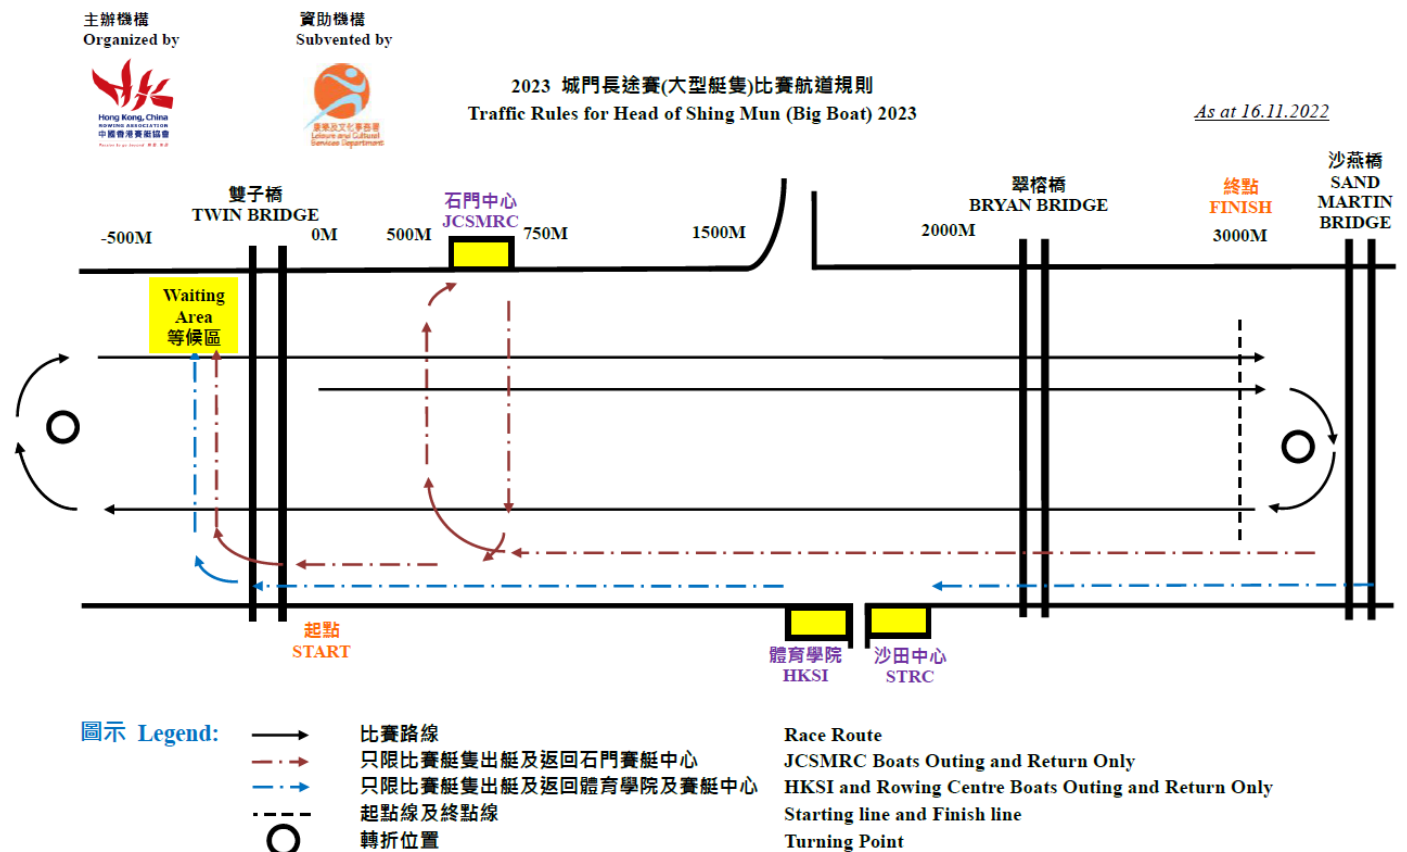 主辦機構
Organized by
資助機構
Subvented by
Hong Kong, China
ROWING ASSOCIATION
中國香港賽艇協會
康樂及文化事務署
Leisure and Cultural
Services Department
2023 城門長途賽(大型艇隻)比賽航道規則
Traffic Rules for Head of Shing Mun (Big Boat) 2023
As at 16.11.2022
雙子橋
TWIN BRIDGE
石門中心
JCSMRC
翠榕橋
BRYAN BRIDGE
終點
FINISH
沙燕橋
SAND
MARTIN
BRIDGE
-500M
0M
500M
750M
1500M
2000M
3000M
Waiting
Area
等候區
起點
START
體育學院
HKSI
沙田中心
STRC
圖示 Legend:
比賽路線 Race Route
只限比賽艇隻出艇及返回石門賽艇中心 JCSMRC Boats Outing and Return Only
只限比賽艇隻出艇及返回體育學院及賽艇中心 HKSI and Rowing Centre Boats Outing and Return Only
起點線及終點線 Starting line and Finish line
轉折位置 Turning Point